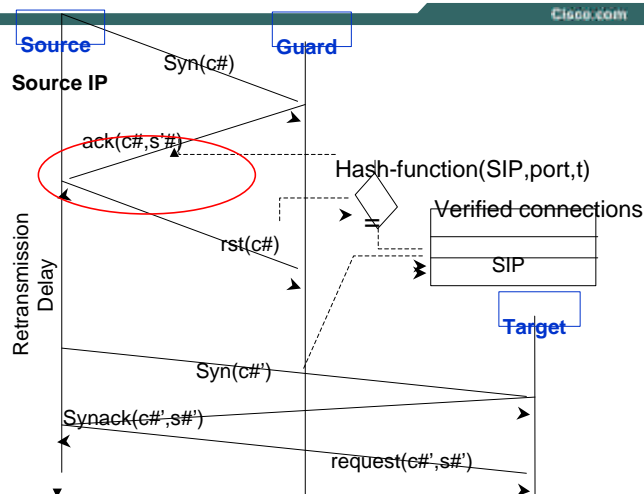 Cisco.com
Source
Guard
Syn(c#)
Source IP
ack(c#,s'#)
Hash-function(SIP,port,t)
=
Verified connections
rst(c#)
SIP
Retransmission
Delay
Target
Syn(c#')
Synack(c#',s#')
request(c#',s#')